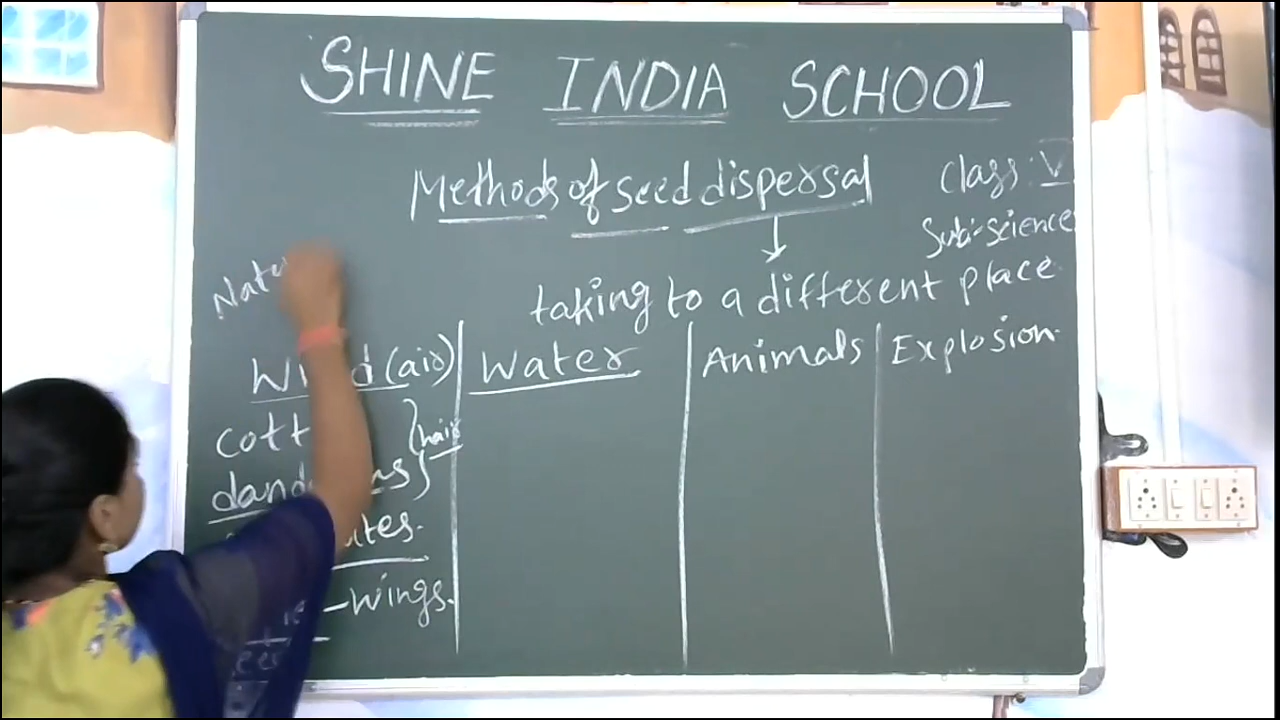 SHINE INDIA SCHOOL
Methods of seed dispersal
Class: V
Sub:- science
taking to a different place
(air)
Water
Animals
Explosion.
hair
-wings.